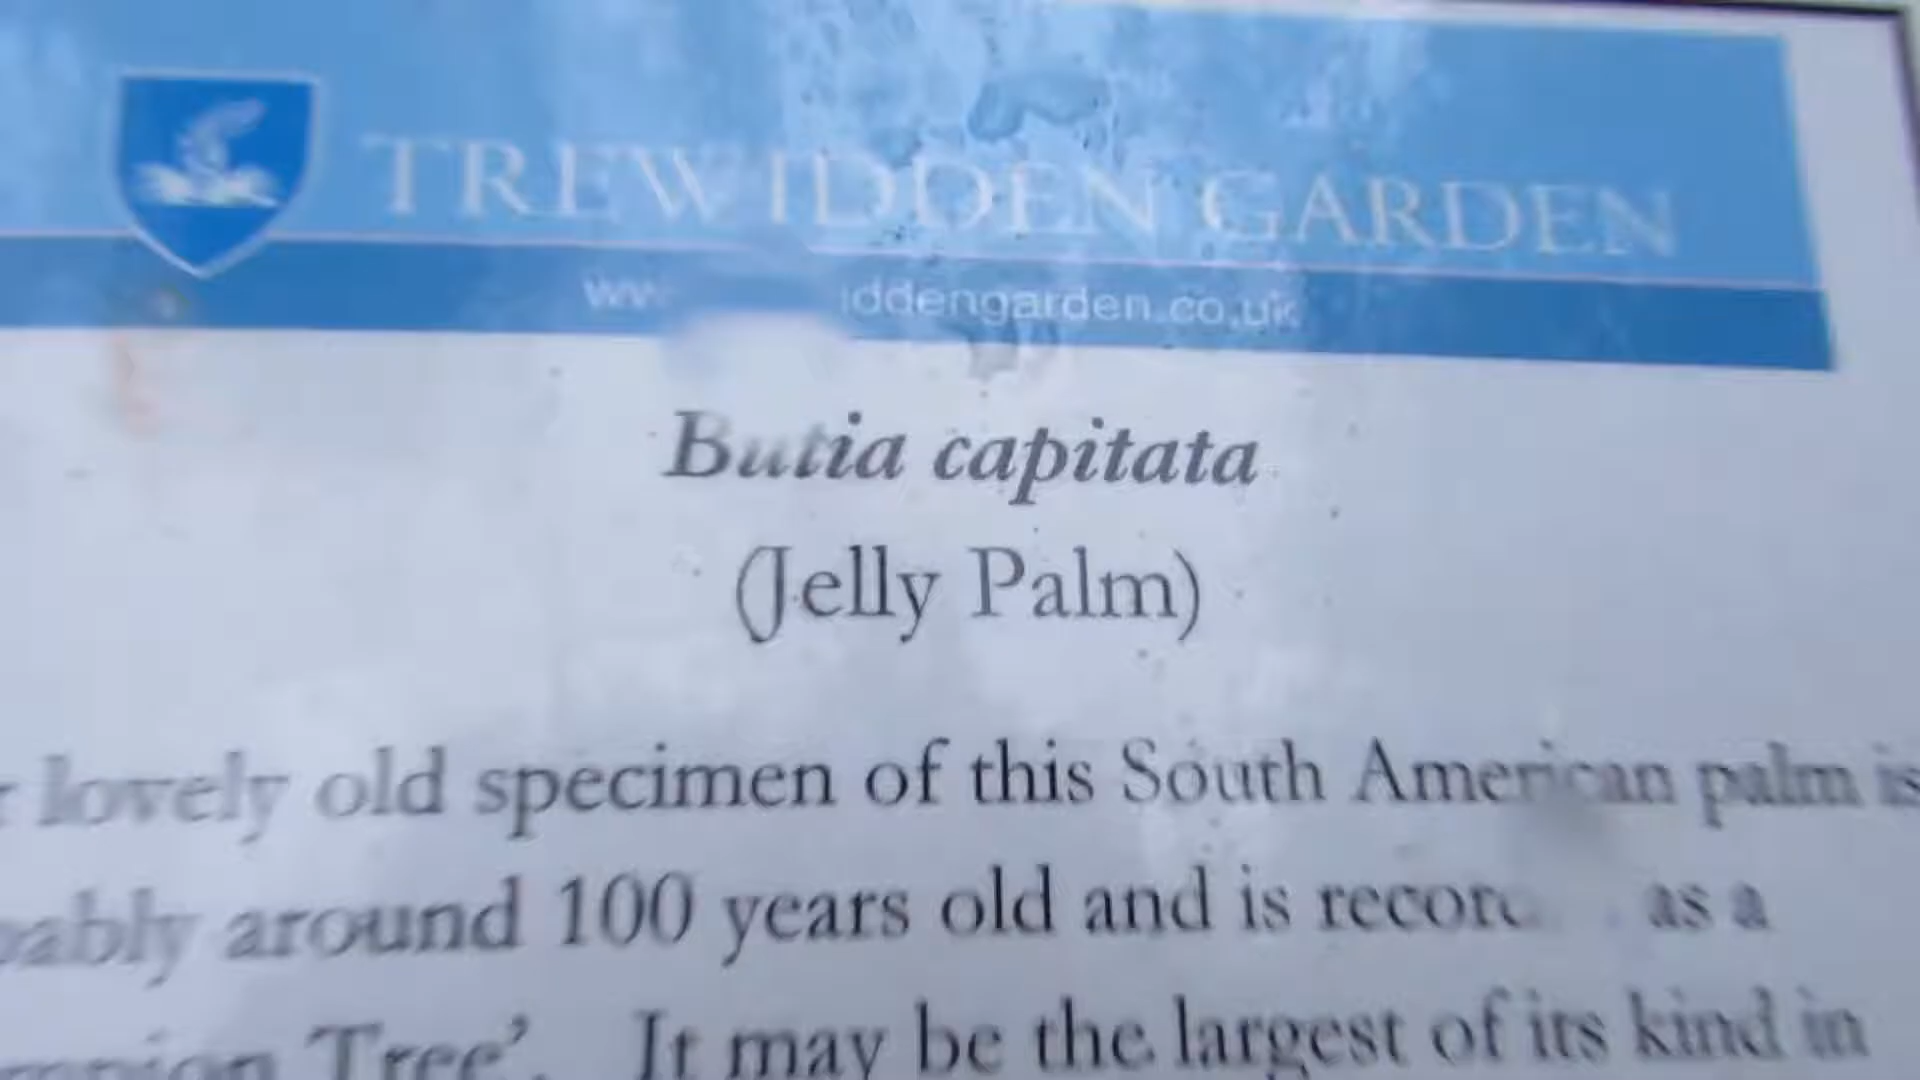 TREWIDDEN GARDEN
iddengarden.co.uk
Butia capitata
(Jelly Palm)
lovely old specimen of this South American palm is
around 100 years old and is as a
Tree'. It may be the largest of its kind in